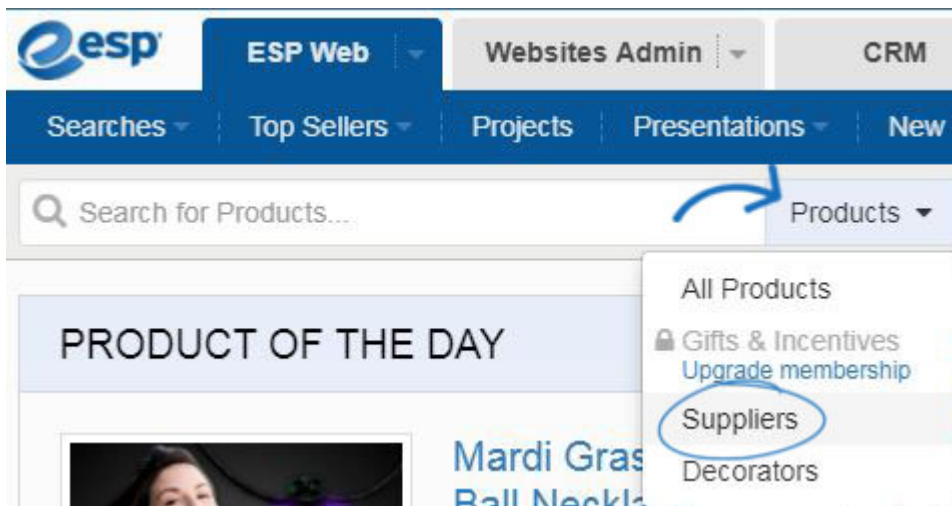 esp
ESP Web
Websites Admin
CRM
Searches
Top Sellers
Projects
Presentations
New
Search for Products...
Products
All Products
Gifts & Incentives
Upgrade membership
Suppliers
Decorators
PRODUCT OF THE DAY
Mardi Gras
Ball